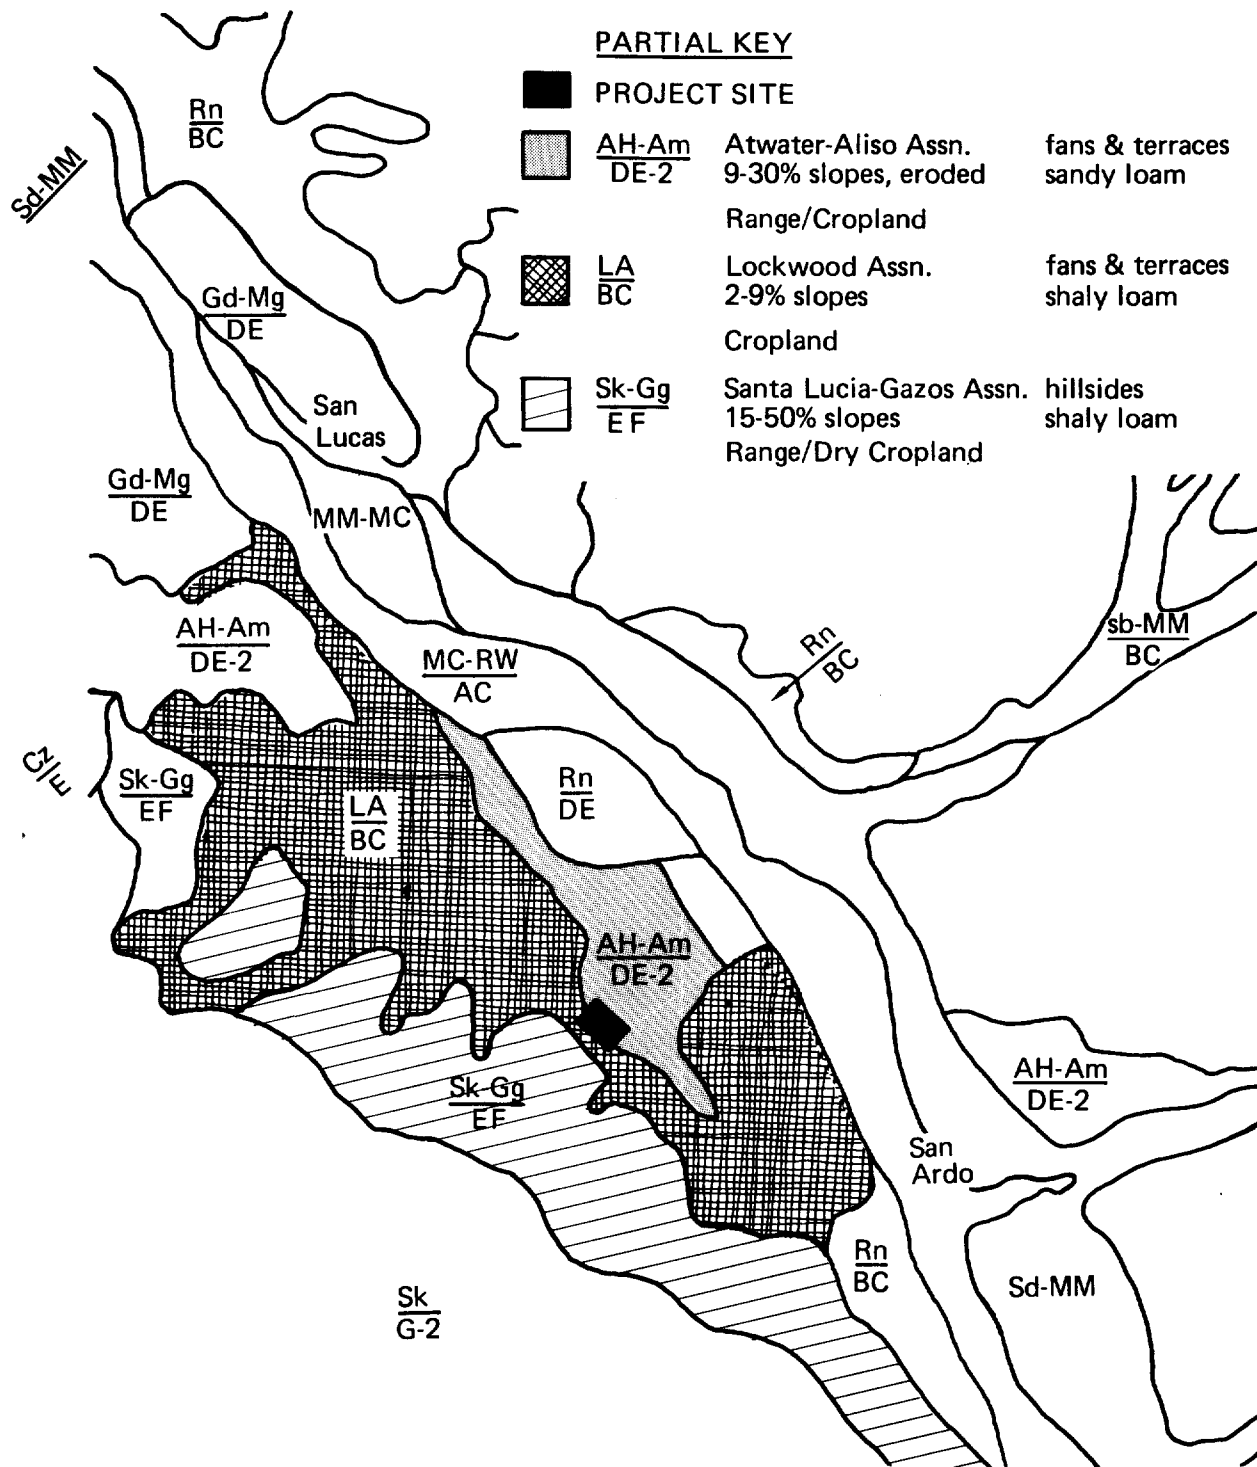 PARTIAL KEY
PROJECT SITE
AH-Am
DE-2
Atwater-Aliso Assn.
9-30% slopes, eroded
fans & terraces
sandy loam
Range/Cropland
LA
BC
Lockwood Assn.
2-9% slopes
fans & terraces
shaly loam
Cropland
Sk-Gg
EF
Santa Lucia-Gazos Assn.
15-50% slopes
hillsides
shaly loam
Range/Dry Cropland
Rn
BC
Sd-MM
Gd-Mg
DE
San
Lucas
Gd-Mg
DE
MM-MC
AH-Am
DE-2
MC-RW
AC
Rn
BC
sb-MM
BC
Cz
E
Sk-Gg
EF
LA
BC
Rn
DE
AH-Am
DE-2
Sk-Gg
EF
AH-Am
DE-2
San
Ardo
Rn
BC
Sd-MM
Sk
G-2